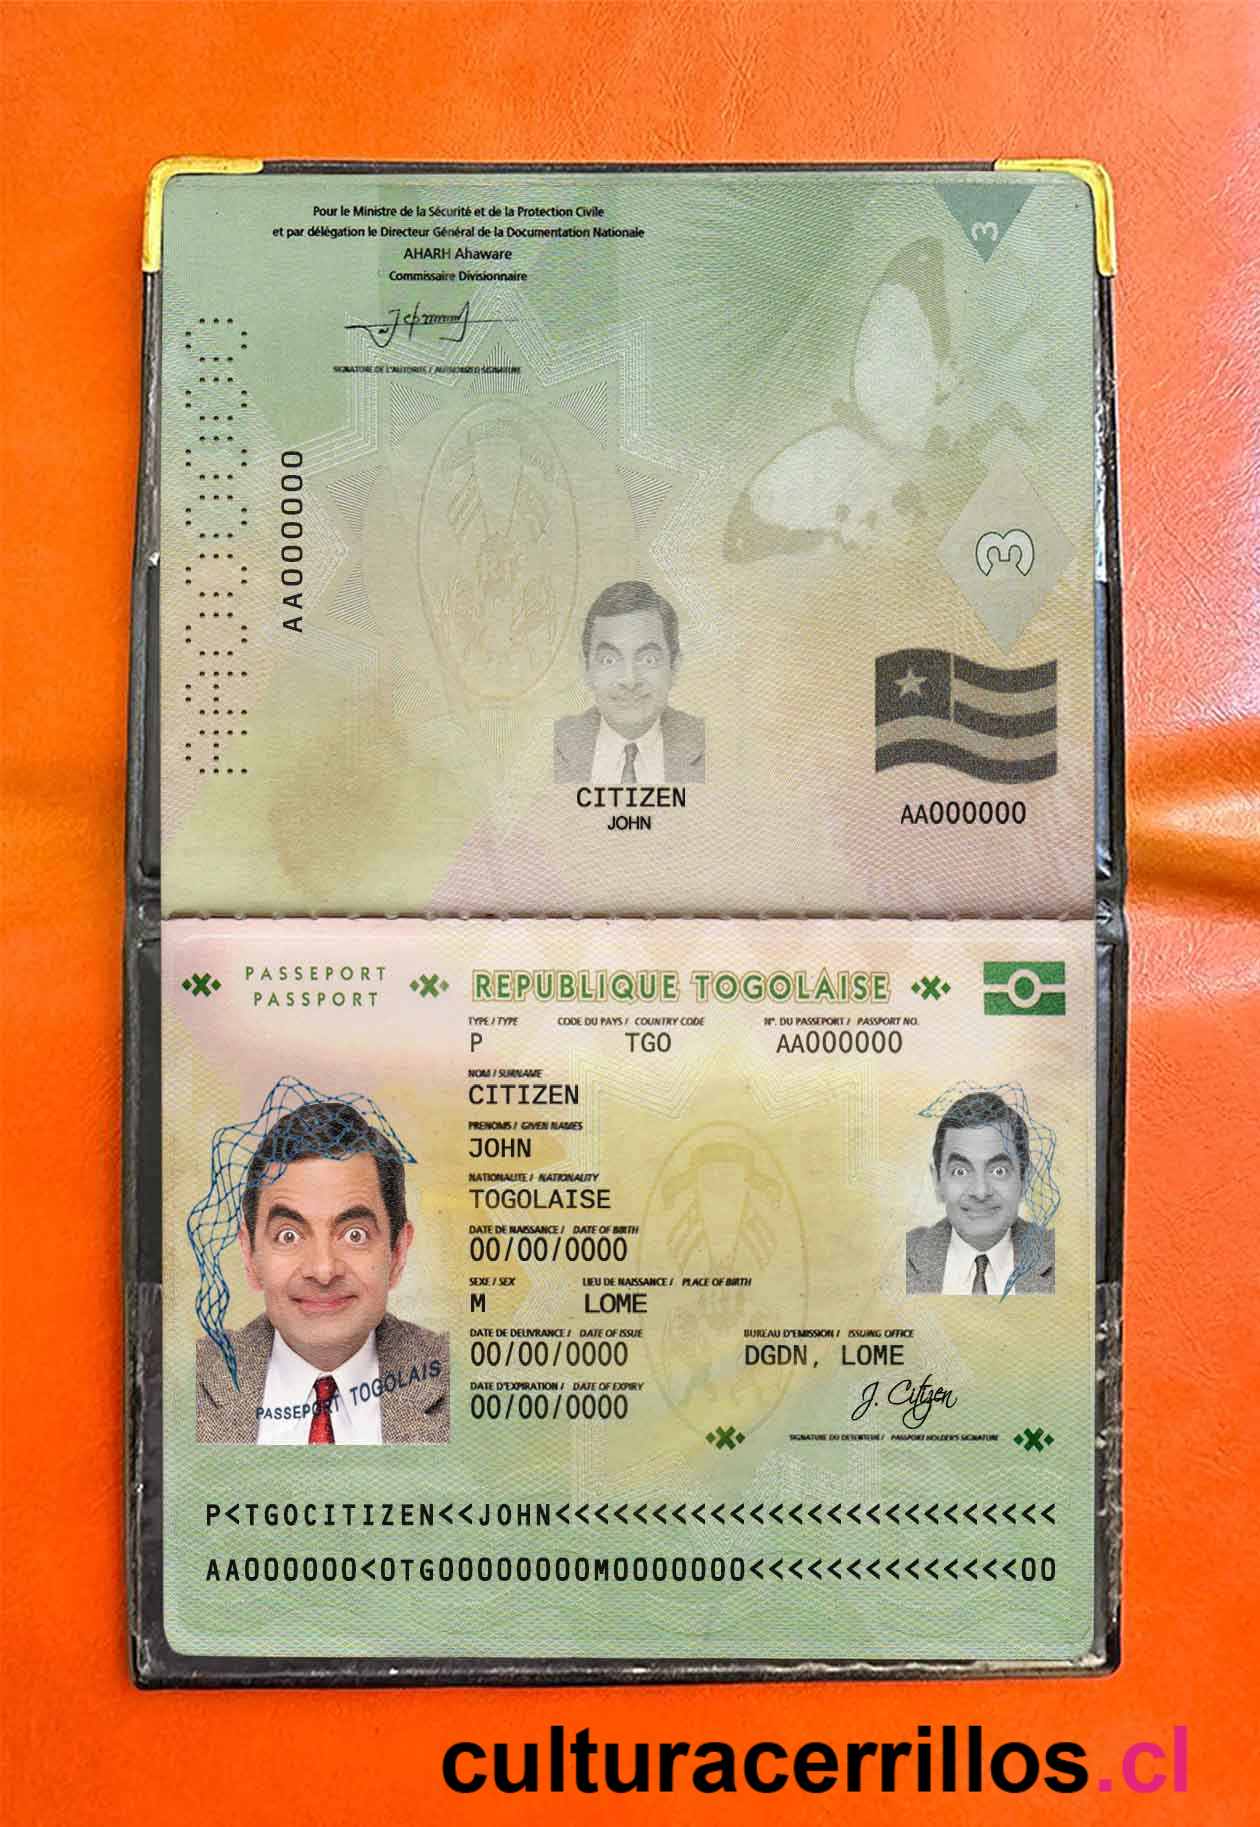 Pour le Ministre de la Sécurité et de la Protection Civile
et par délégation le Directeur Général de la Documentation Nationale
AHARH Ahaware
Commissaire Divisionnaire
SIGNATURE DE L'AUTORITE / AUTHORIZED SIGNATURE
3
AA000000
3
CITIZEN
JOHN
AA000000
PASSEPORT
PASSPORT
REPUBLIQUE TOGOLAISE
TYPE / TYPE CODE DU PAYS / COUNTRY CODE N°. DU PASSEPORT / PASSPORT NO.
P TGO AA000000
NOM / SURNAME
CITIZEN
PRENOMS / GIVEN NAMES
JOHN
NATIONALITE / NATIONALITY
TOGOLAISE
DATE DE NAISSANCE / DATE OF BIRTH
00/00/0000
SEXE / SEX LIEU DE NAISSANCE / PLACE OF BIRTH
M LOME
DATE DE DELIVRANCE / DATE OF ISSUE BUREAU D'EMISSION / ISSUING OFFICE
00/00/0000 DGDN, LOME
DATE D'EXPIRATION / DATE OF EXPIRY
00/00/0000
J. Citizen
SIGNATURE DU DETENTEUR / PASSPORT HOLDER'S SIGNATURE
PASSEPORT TOGOLAIS
P<TGOCITIZEN<<JOHN<<<<<<<<<<<<<<<<<<<<<<<<<<
AA000000<0TG00000000M0000000<<<<<<<<<<<<<<00
culturacerrillos.cl